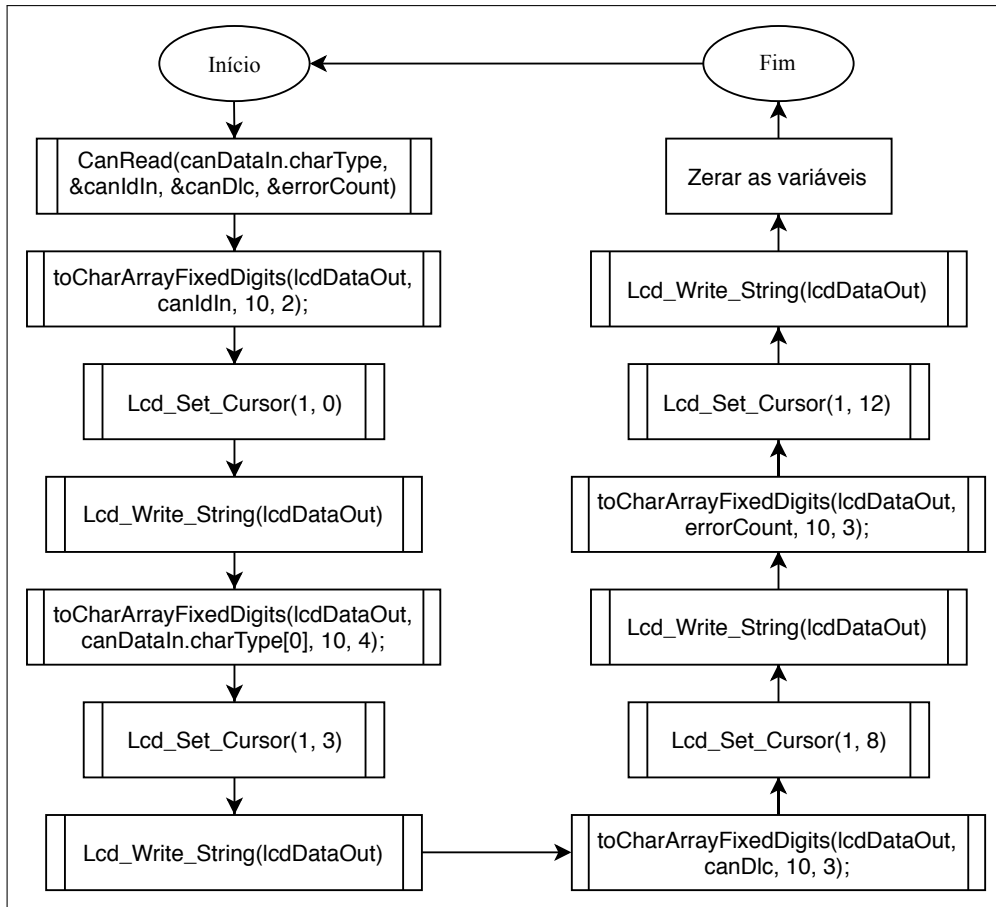 Início
CanRead(canDataIn.charType,
&canIdIn, &canDlc, &errorCount)
toCharArrayFixedDigits(lcdDataOut,
canIdIn, 10, 2);
Lcd_Set_Cursor(1, 0)
Lcd_Write_String(lcdDataOut)
toCharArrayFixedDigits(lcdDataOut,
canDataIn.charType[0], 10, 4);
Lcd_Set_Cursor(1, 3)
Lcd_Write_String(lcdDataOut)
toCharArrayFixedDigits(lcdDataOut,
canDlc, 10, 3);
Lcd_Set_Cursor(1, 8)
Lcd_Write_String(lcdDataOut)
toCharArrayFixedDigits(lcdDataOut,
errorCount, 10, 3);
Lcd_Set_Cursor(1, 12)
Lcd_Write_String(lcdDataOut)
Zerar as variáveis
Fim